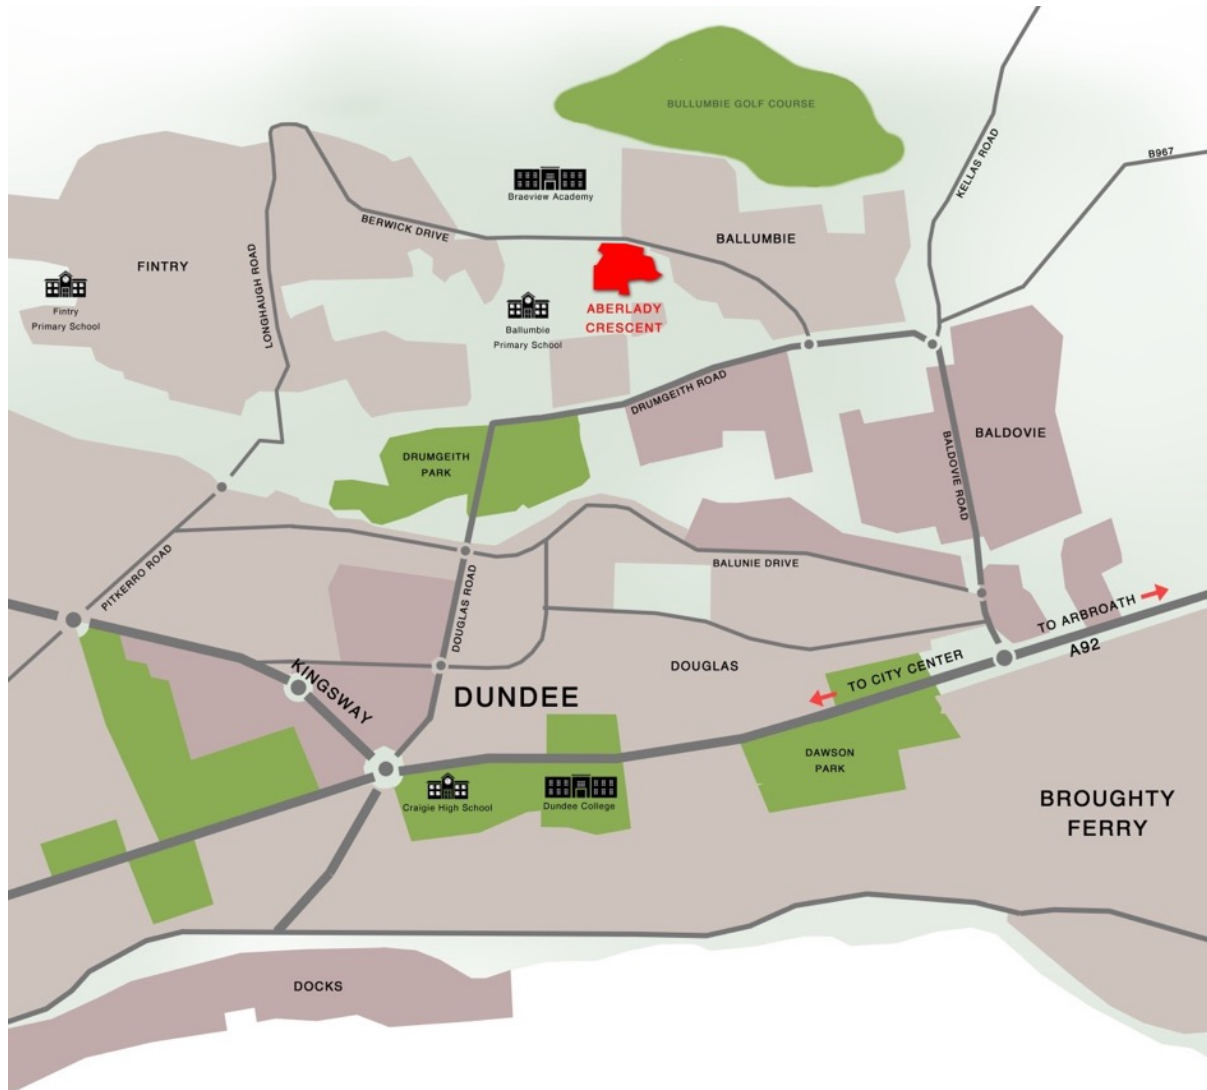 BULLUMBIE GOLF COURSE
KELLAS ROAD
B967
Braeview Academy
BERWICK DRIVE
BALLUMBIE
FINTRY
LONGHAUGH ROAD
Fintry
Primary School
ABERLADY
CRESCENT
Ballumbie
Primary School
DRUMGEITH ROAD
BALDOVIE
BALDOVIE ROAD
DRUMGEITH
PARK
PITKERRO ROAD
DOUGLAS ROAD
BALUNIE DRIVE
TO ARBROATH
A92
KINGSWAY
DUNDEE
DOUGLAS
TO CITY CENTER
DAWSON
PARK
Craigie High School
Dundee College
BROUGHTY
FERRY
DOCKS